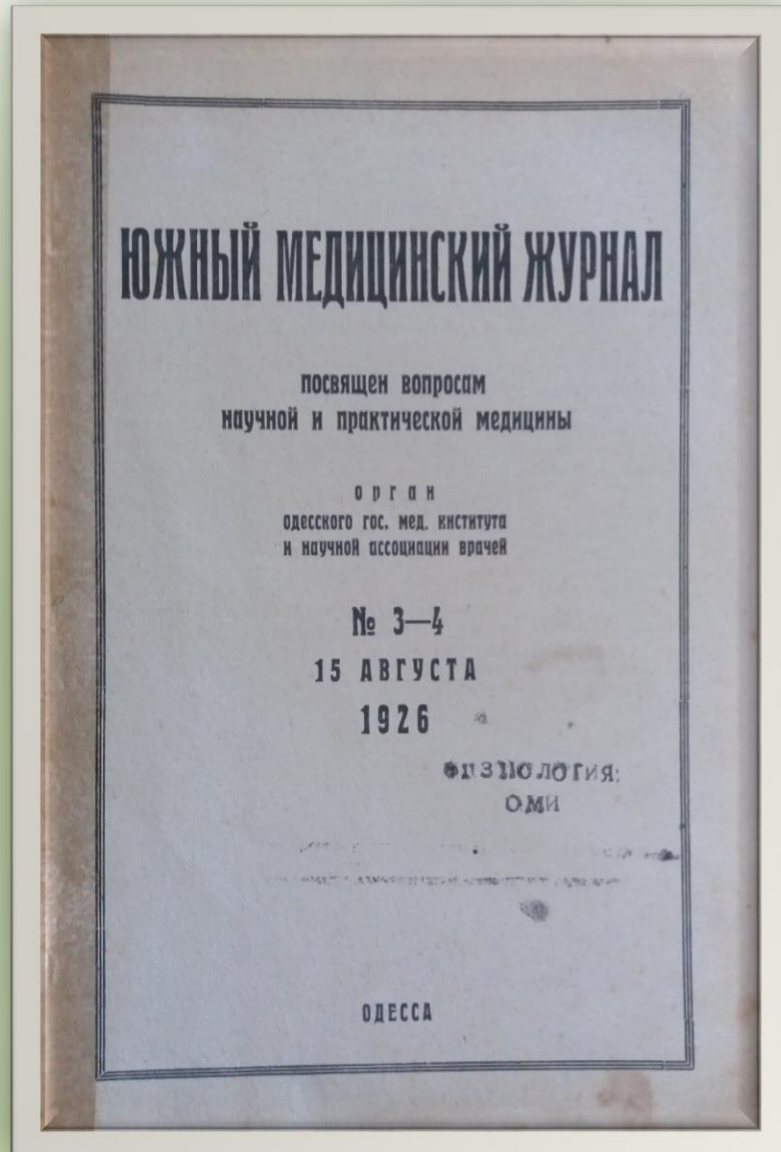 ЮЖНЫЙ МЕДИЦИНСКИЙ ЖУРНАЛ
посвящен вопросам
научной и практической медицины
орган
одесского гос. мед. института
и научной ассоциации врачей
№ 3—4
15 АВГУСТА
1926
ФИЗИОЛОГИЯ:
ОМИ
ОДЕССА